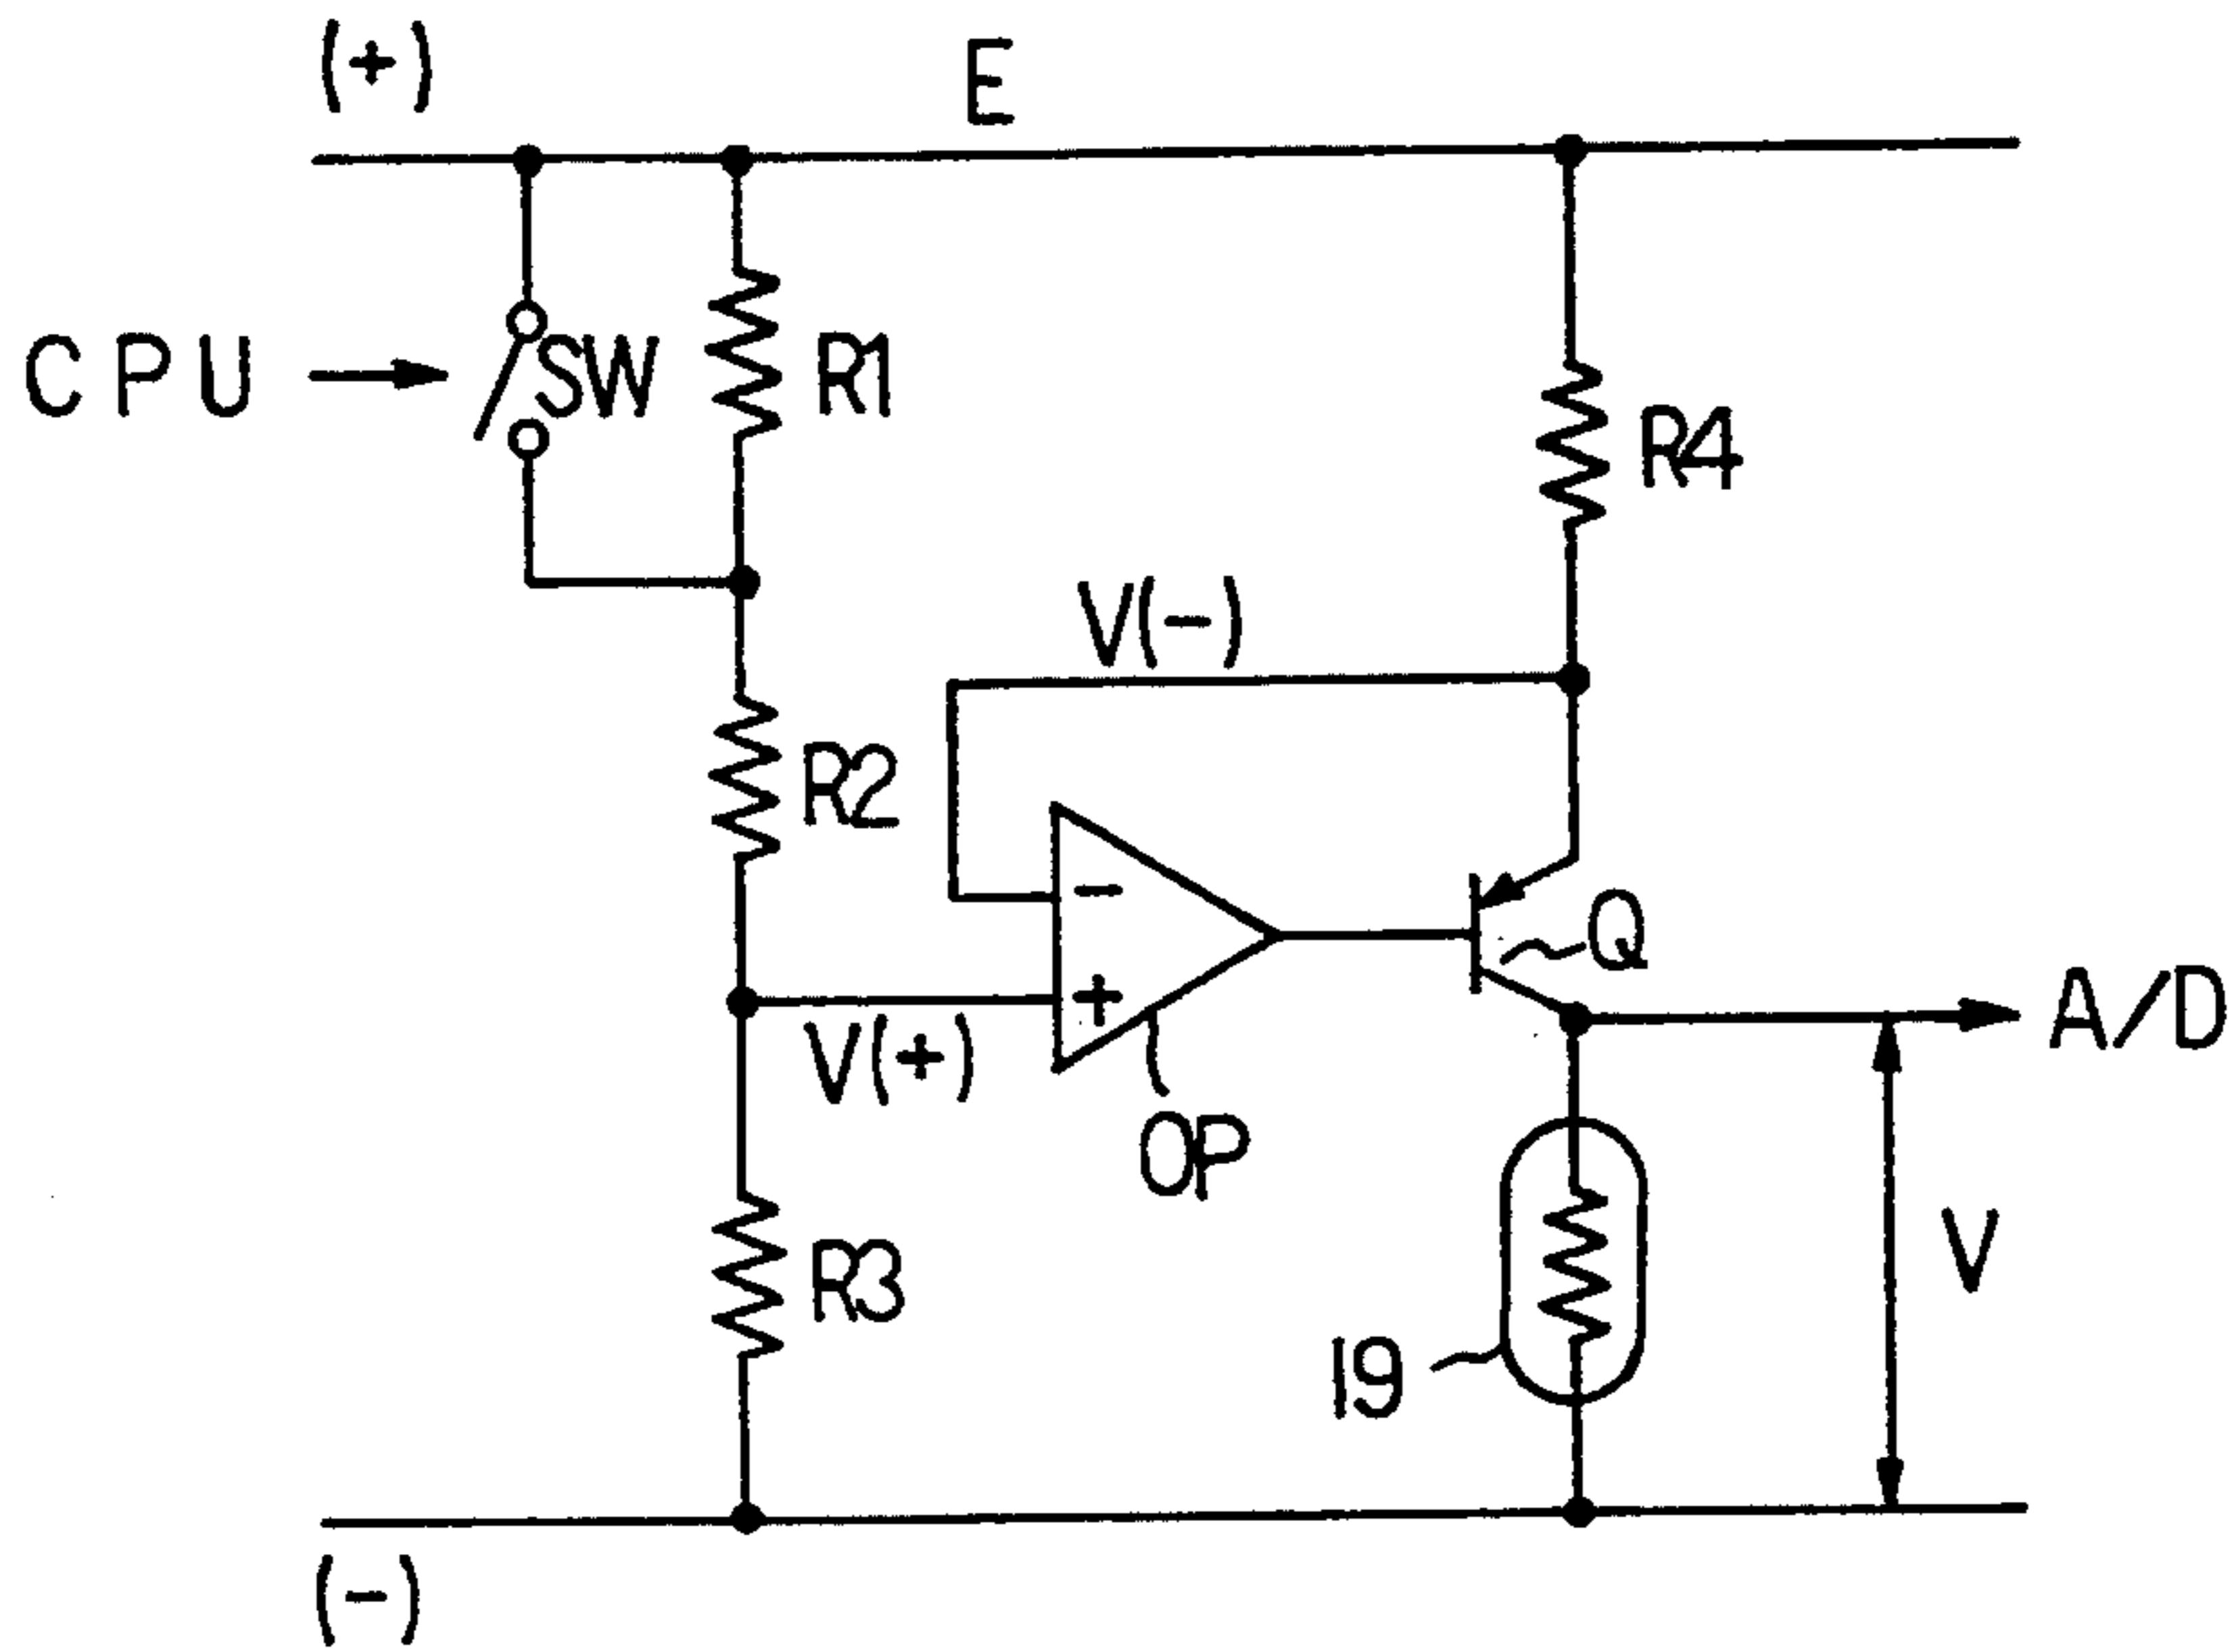 (+)
E
CPU
SW
R1
R4
V(-)
R2
-
Q
+
V(+)
A/D
OP
V
R3
19
(-)